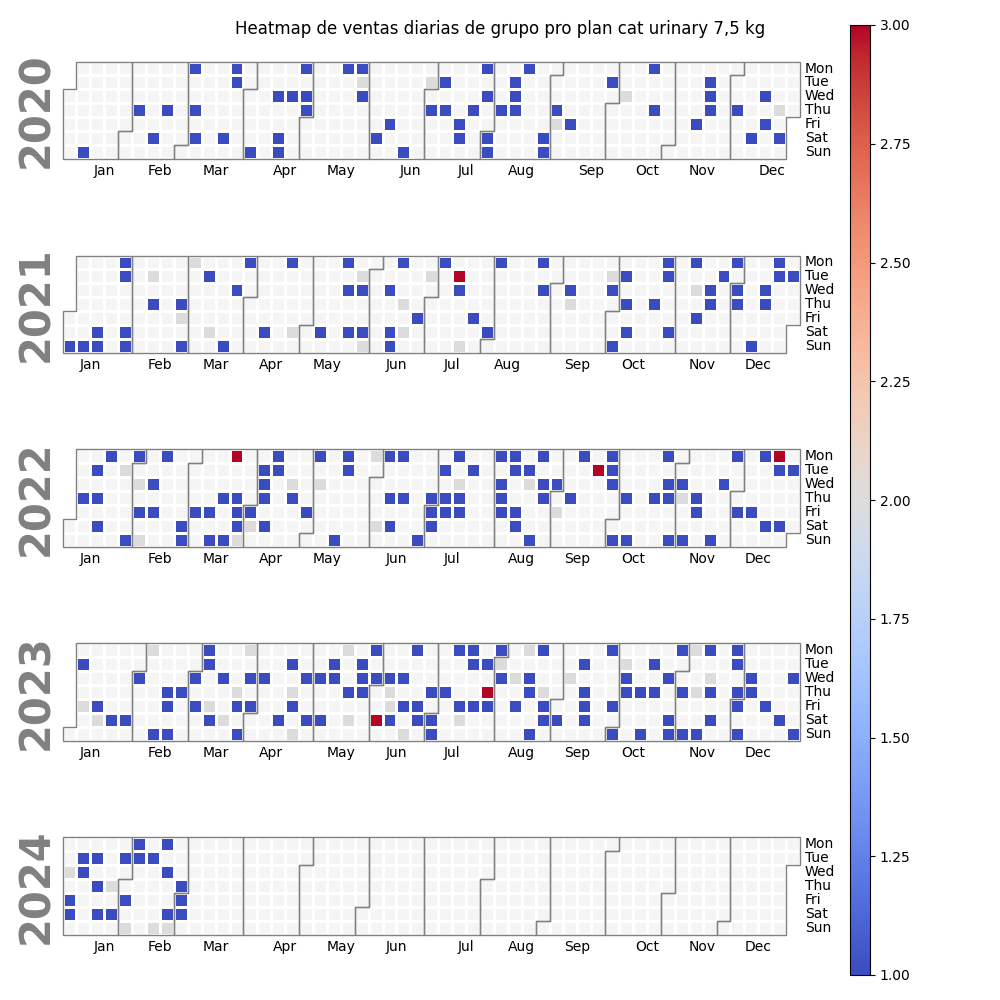 Heatmap de ventas diarias de grupo pro plan cat urinary 7,5 kg
2020
Mon
Tue
Wed
Thu
Fri
Sat
Sun
Jan Feb Mar Apr May Jun Jul Aug Sep Oct Nov Dec
2021
Mon
Tue
Wed
Thu
Fri
Sat
Sun
Jan Feb Mar Apr May Jun Jul Aug Sep Oct Nov Dec
2022
Mon
Tue
Wed
Thu
Fri
Sat
Sun
Jan Feb Mar Apr May Jun Jul Aug Sep Oct Nov Dec
2023
Mon
Tue
Wed
Thu
Fri
Sat
Sun
Jan Feb Mar Apr May Jun Jul Aug Sep Oct Nov Dec
2024
Mon
Tue
Wed
Thu
Fri
Sat
Sun
Jan Feb Mar Apr May Jun Jul Aug Sep Oct Nov Dec
3.00
2.75
2.50
2.25
2.00
1.75
1.50
1.25
1.00